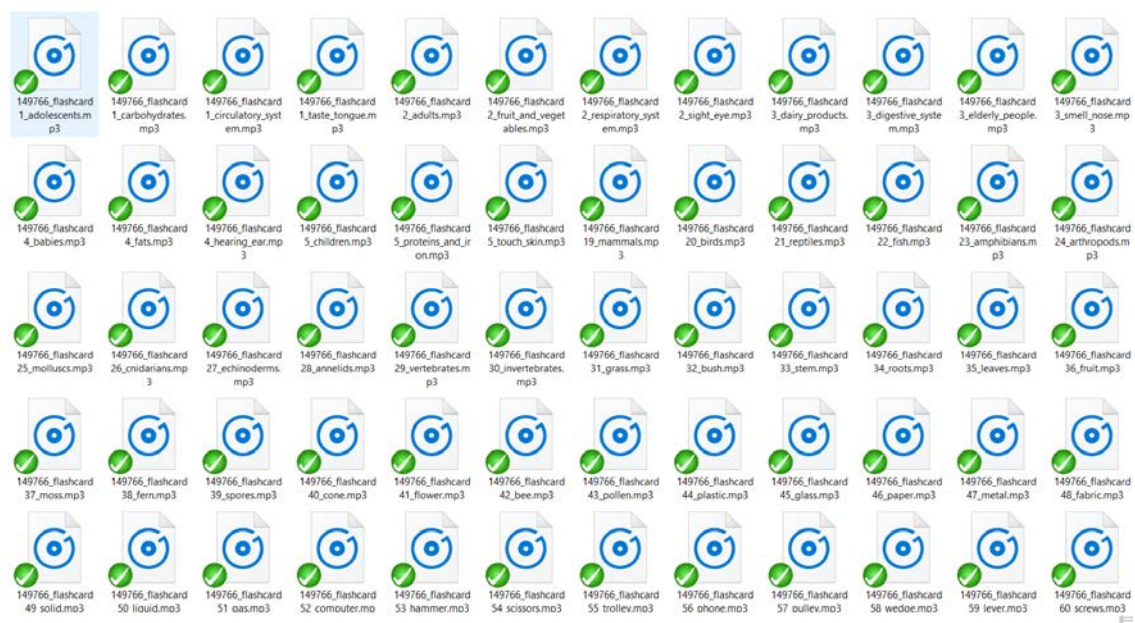 149766_flashcard
1_adolescents.m
p3
149766_flashcard
1_carbohydrates.
mp3
149766_flashcard
1_circulatory_syst
em.mp3
149766_flashcard
1_taste_tongue.m
p3
149766_flashcard
2_adults.mp3
149766_flashcard
2_fruit_and_veget
ables.mp3
149766_flashcard
2_respiratory_syst
em.mp3
149766_flashcard
2_sight_eye.mp3
149766_flashcard
3_dairy_products.
mp3
149766_flashcard
3_digestive_syste
m.mp3
149766_flashcard
3_elderly_people.
mp3
149766_flashcard
3_smell_nose.mp
3
149766_flashcard
4_babies.mp3
149766_flashcard
4_fats.mp3
149766_flashcard
4_hearing_ear.mp
3
149766_flashcard
5_children.mp3
149766_flashcard
5_proteins_and_ir
on.mp3
149766_flashcard
5_touch_skin.mp3
149766_flashcard
19_mammals.mp
3
149766_flashcard
20_birds.mp3
149766_flashcard
21_reptiles.mp3
149766_flashcard
22_fish.mp3
149766_flashcard
23_amphibians.m
p3
149766_flashcard
24_arthropods.m
p3
149766_flashcard
25_molluscs.mp3
149766_flashcard
26_cnidarians.mp
3
149766_flashcard
27_echinoderms.
mp3
149766_flashcard
28_annelids.mp3
149766_flashcard
29_vertebrates.m
p3
149766_flashcard
30_invertebrates.
mp3
149766_flashcard
31_grass.mp3
149766_flashcard
32_bush.mp3
149766_flashcard
33_stem.mp3
149766_flashcard
34_roots.mp3
149766_flashcard
35_leaves.mp3
149766_flashcard
36_fruit.mp3
149766_flashcard
37_moss.mp3
149766_flashcard
38_fern.mp3
149766_flashcard
39_spores.mp3
149766_flashcard
40_cone.mp3
149766_flashcard
41_flower.mp3
149766_flashcard
42_bee.mp3
149766_flashcard
43_pollen.mp3
149766_flashcard
44_plastic.mp3
149766_flashcard
45_glass.mp3
149766_flashcard
46_paper.mp3
149766_flashcard
47_metal.mp3
149766_flashcard
48_fabric.mp3
149766_flashcard
49_solid.mp3
149766_flashcard
50_liquid.mp3
149766_flashcard
51_gas.mp3
149766_flashcard
52_computer.mp
149766_flashcard
53_hammer.mp3
149766_flashcard
54_scissors.mp3
149766_flashcard
55_trolley.mp3
149766_flashcard
56_phone.mp3
149766_flashcard
57_pulley.mp3
149766_flashcard
58_wedge.mp3
149766_flashcard
59_lever.mp3
149766_flashcard
60_screws.mp3